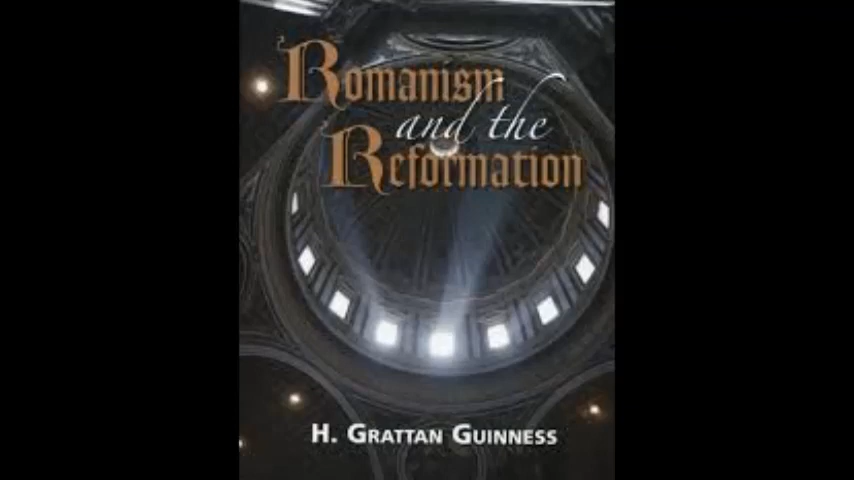 Romanism
and the
Reformation
H. GRATTAN GUINNESS